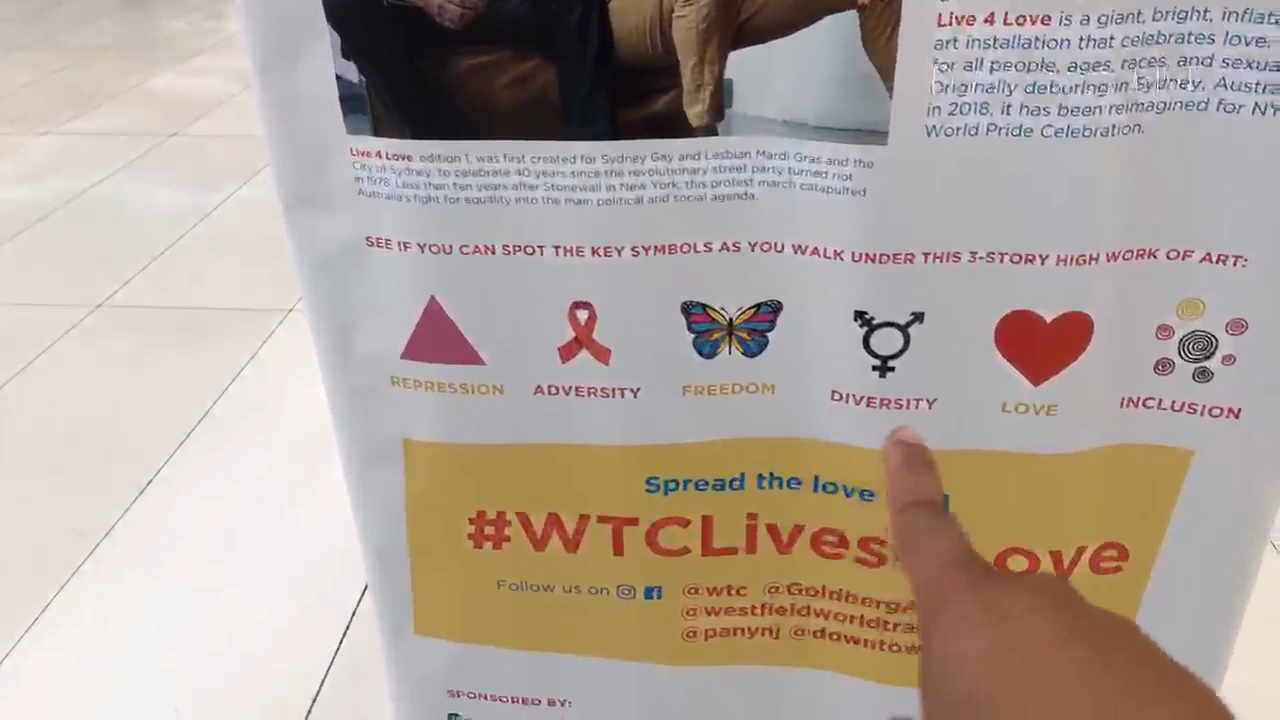 Live 4 Love is a giant, bright,
art installation that celebrates love,
for all people, ages, races, and
Originally deburing in Sydney,
in 2018, it has been reimagined for
World Pride Celebration.
Live 4 Love, edition 1, was first created for Sydney Gay and Lesbian Mardi Gras and the
City of Sydney, to celebrate 40 years since the revolutionary street party turned riot
in 1978. Less than ten years after Stonewall in New York, this protest march catapulted
Australia's fight for equality into the main political and social agenda.
SEE IF YOU CAN SPOT THE KEY SYMBOLS AS YOU WALK UNDER THIS 3-STORY HIGH WORK OF ART:
REPRESSION ADVERSITY FREEDOM DIVERSITY LOVE INCLUSION
Spread the love
#WTCLives ove
Follow us on @wtc
@panynj
SPONSORED BY: